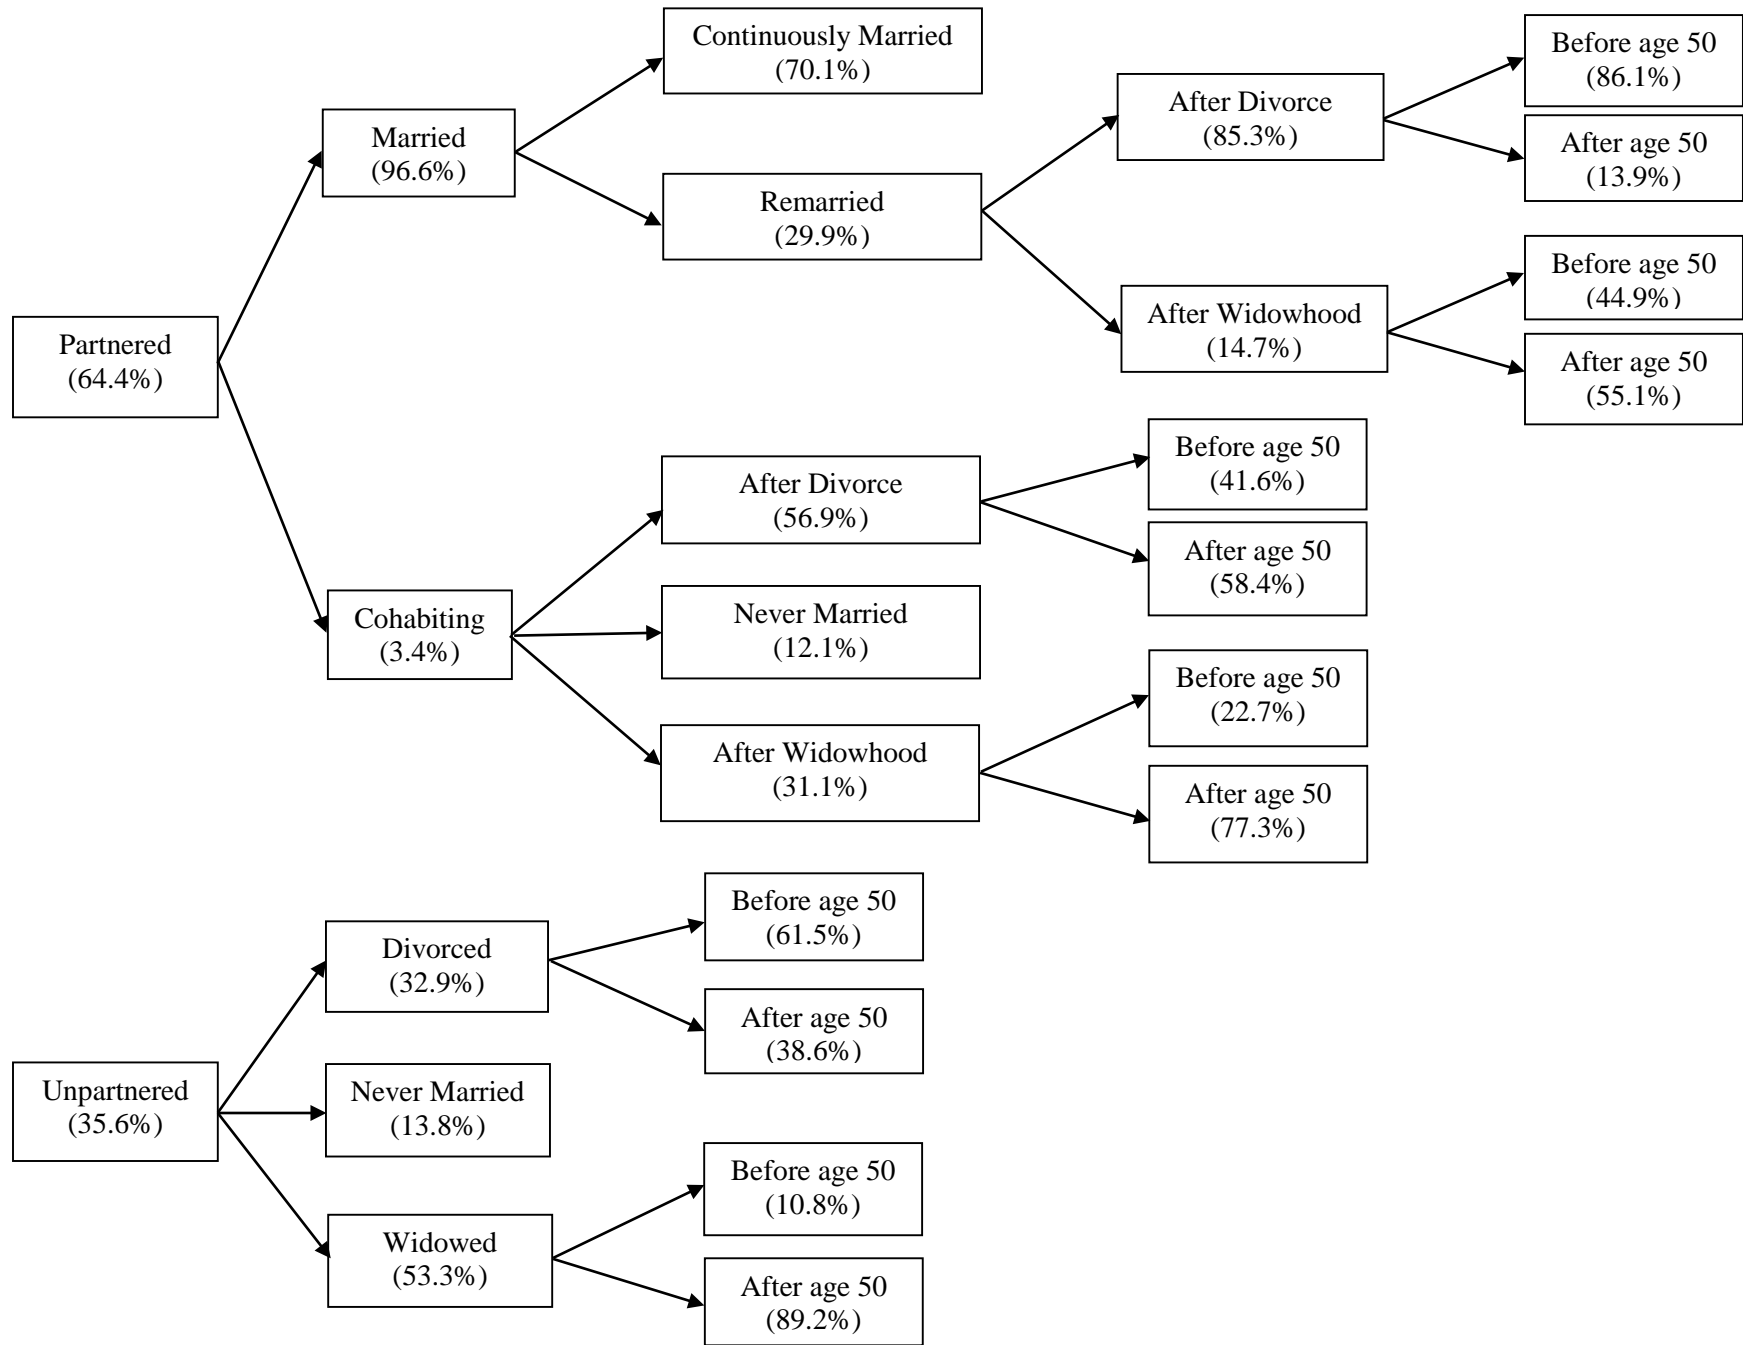 Partnered
(64.4%)
Married
(96.6%)
Continuously Married
(70.1%)
Remarried
(29.9%)
After Divorce
(85.3%)
Before age 50
(86.1%)
After age 50
(13.9%)
After Widowhood
(14.7%)
Before age 50
(44.9%)
After age 50
(55.1%)
Cohabiting
(3.4%)
After Divorce
(56.9%)
Before age 50
(41.6%)
After age 50
(58.4%)
Never Married
(12.1%)
After Widowhood
(31.1%)
Before age 50
(22.7%)
After age 50
(77.3%)
Unpartnered
(35.6%)
Divorced
(32.9%)
Before age 50
(61.5%)
After age 50
(38.6%)
Never Married
(13.8%)
Widowed
(53.3%)
Before age 50
(10.8%)
After age 50
(89.2%)